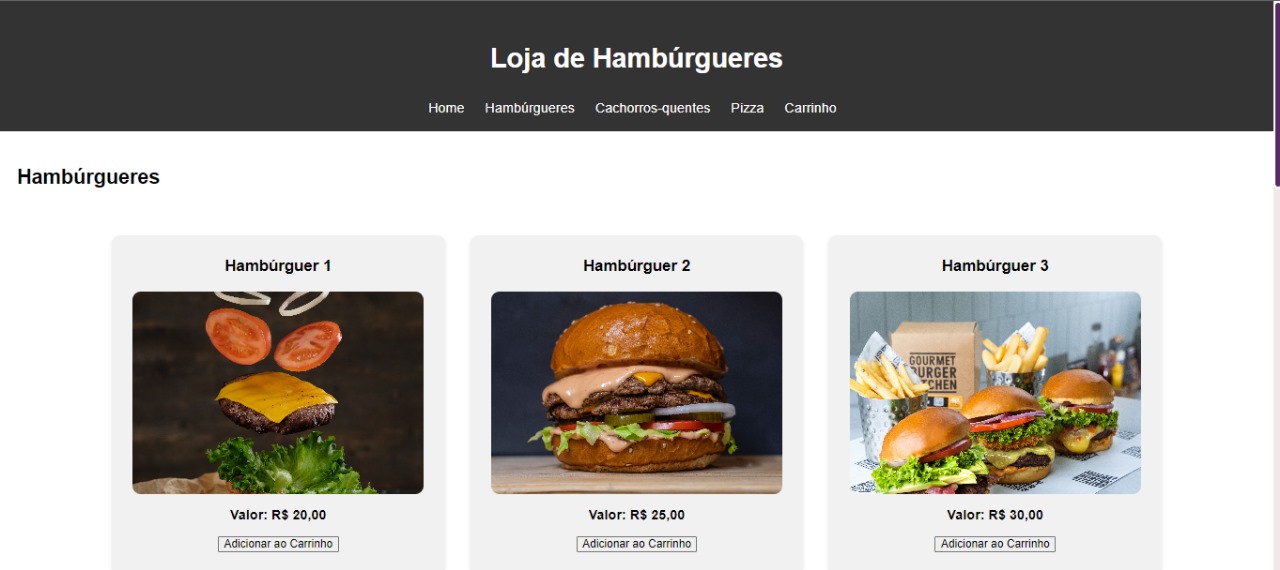 Loja de Hambúrgueres
Home Hambúrgueres Cachorros-quentes Pizza Carrinho
Hambúrgueres
Hambúrguer 1 Hambúrguer 2 Hambúrguer 3
GOURMET
BURGER
KITCHEN
Valor: R$ 20,00 Valor: R$ 25,00 Valor: R$ 30,00
Adicionar ao Carrinho Adicionar ao Carrinho Adicionar ao Carrinho